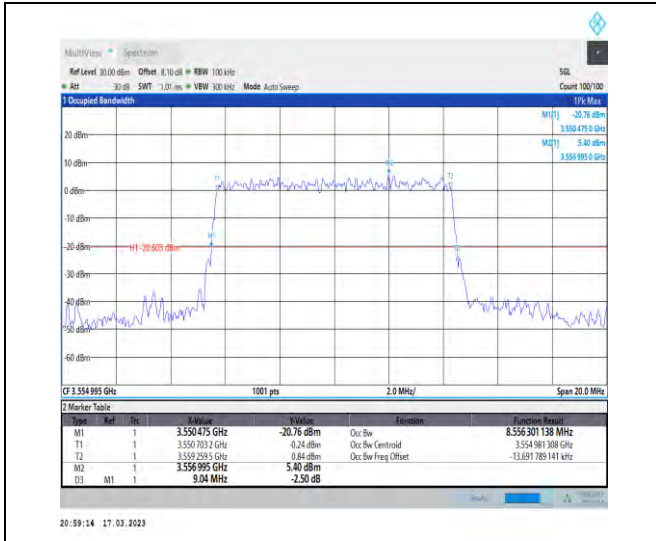 MultiView Spectrum
Ref Level 30.00 dBm Offset 8.10 dB RBW 100 kHz SGL
Att 30 dB SWT 1.01 ms VBW 300 kHz Mode Auto Sweep Count 100/100
1 Occupied Bandwidth 1Pk Max
M1[1] -20.76 dBm
3.550 475 0 GHz
M2[1] 5.40 dBm
3.556 995 0 GHz
20 dBm
10 dBm
M2
T1 T2
0 dBm
-10 dBm
M1
-20 dBm
H1 -20.603 dBm
-30 dBm
-40 dBm
-50 dBm
-60 dBm
CF 3.554 995 GHz 1001 pts 2.0 MHz/ Span 20.0 MHz
2 Marker Table
Type Ref Trc X-Value Y-Value Function Function Result
M1 1 3.550 475 GHz -20.76 dBm Occ Bw 8.556 301 138 MHz
T1 1 3.550 703 2 GHz -0.24 dBm Occ Bw Centroid 3.554 981 308 GHz
T2 1 3.559 259 5 GHz 0.84 dBm Occ Bw Freq Offset -13.691 789 141 kHz
M2 1 3.556 995 GHz 5.40 dBm
D3 M1 1 9.04 MHz -2.50 dB
20:59:14 17.03.2023